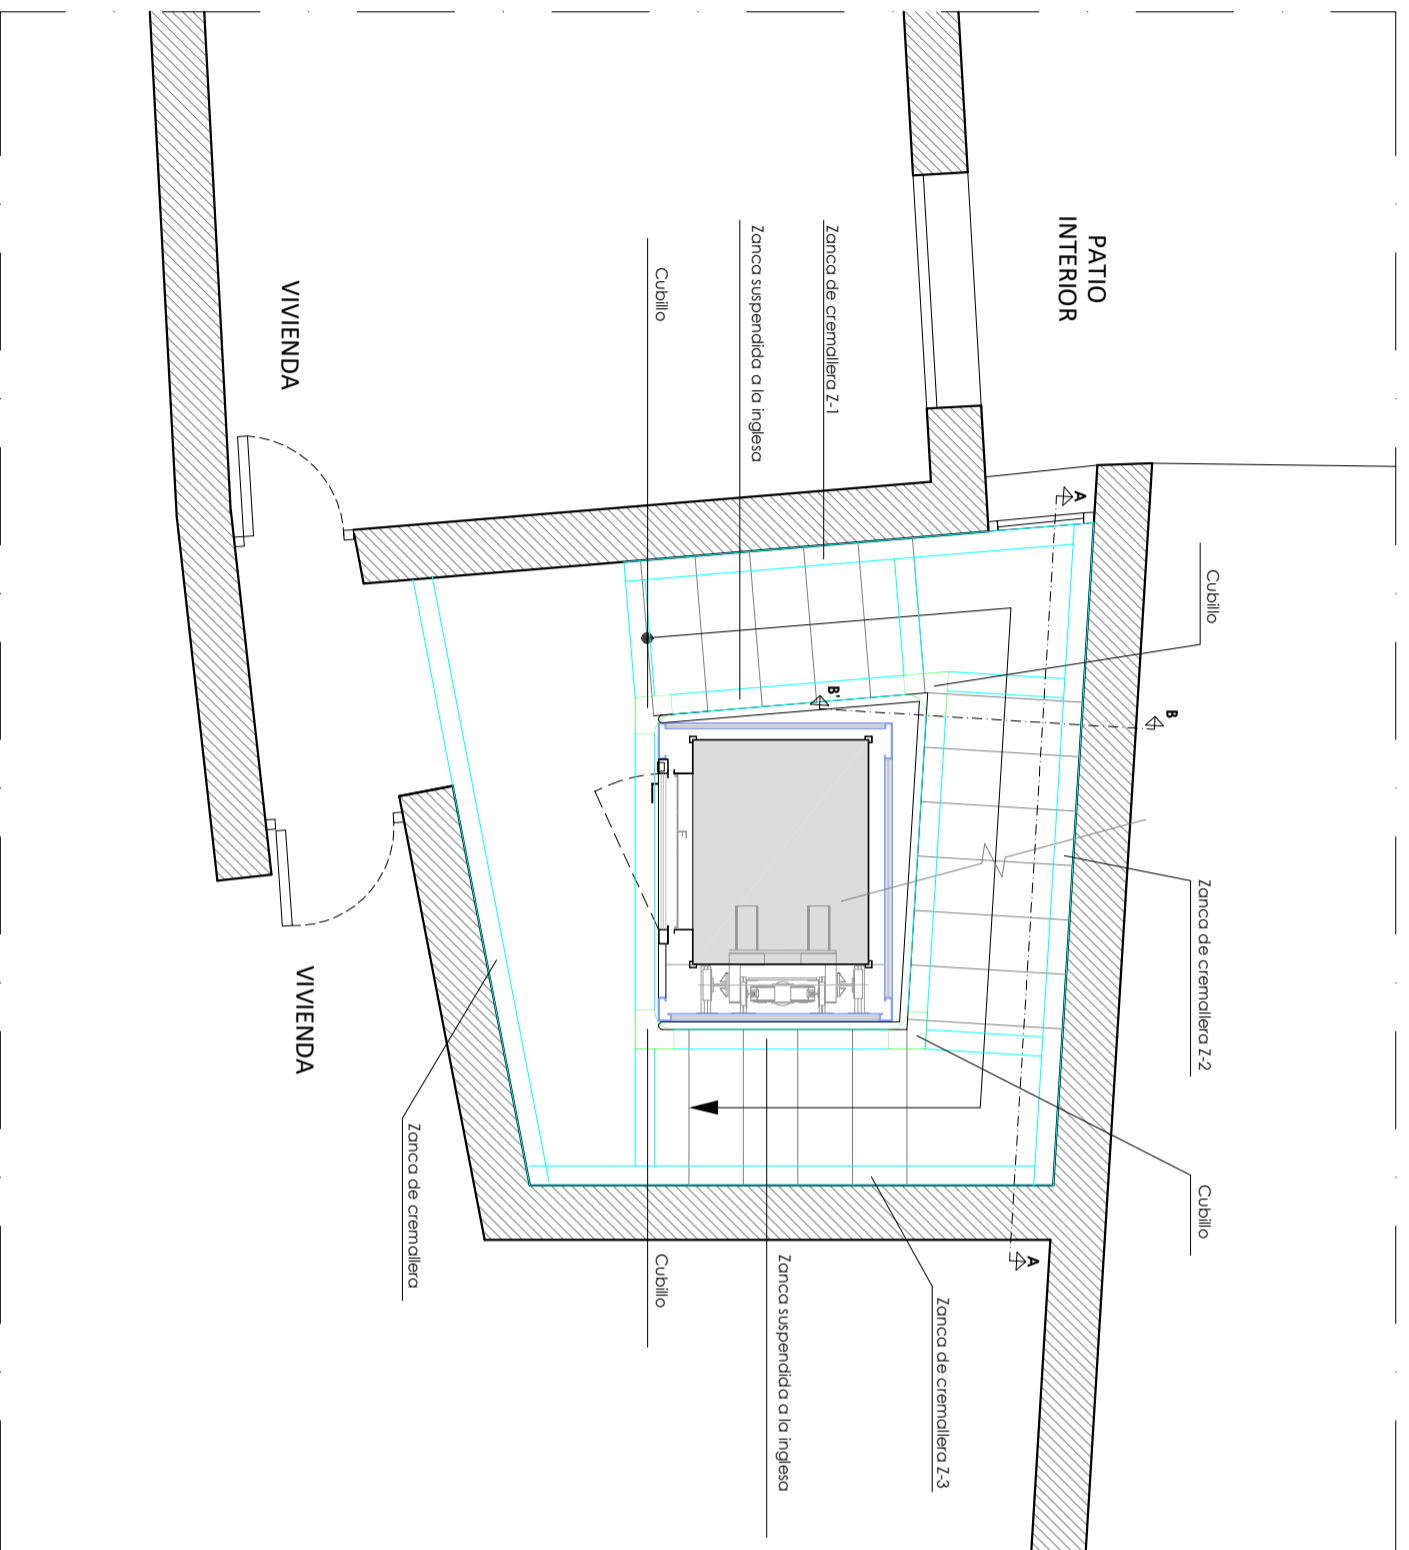 PATIO
INTERIOR
VIVIENDA
VIVIENDA
Zanca de cremallera Z-1
Zanca suspendida a la inglesa
Cubillo
Cubillo
Zanca de cremallera Z-2
Cubillo
Zanca de cremallera Z-3
Zanca suspendida a la inglesa
Cubillo
Zanca de cremallera
A
A
B
B'